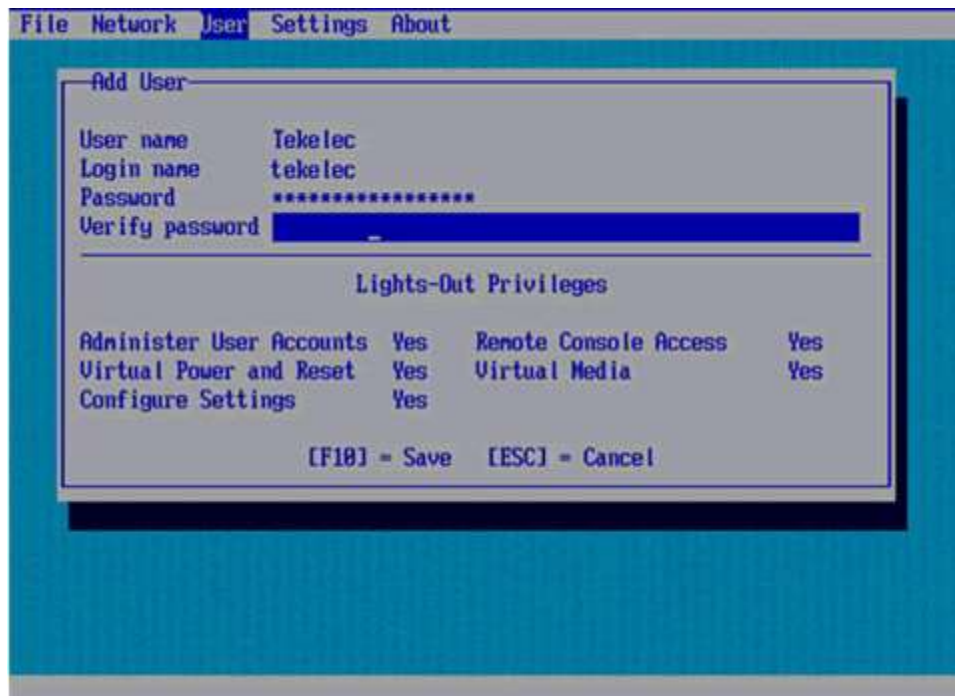 File Network User Settings About
Add User
User name Tekelec
Login name tekelec
Password *****************
Verify password _
Lights-Out Privileges
Administer User Accounts Yes Remote Console Access Yes
Virtual Power and Reset Yes Virtual Media Yes
Configure Settings Yes
[F10] = Save [ESC] = Cancel